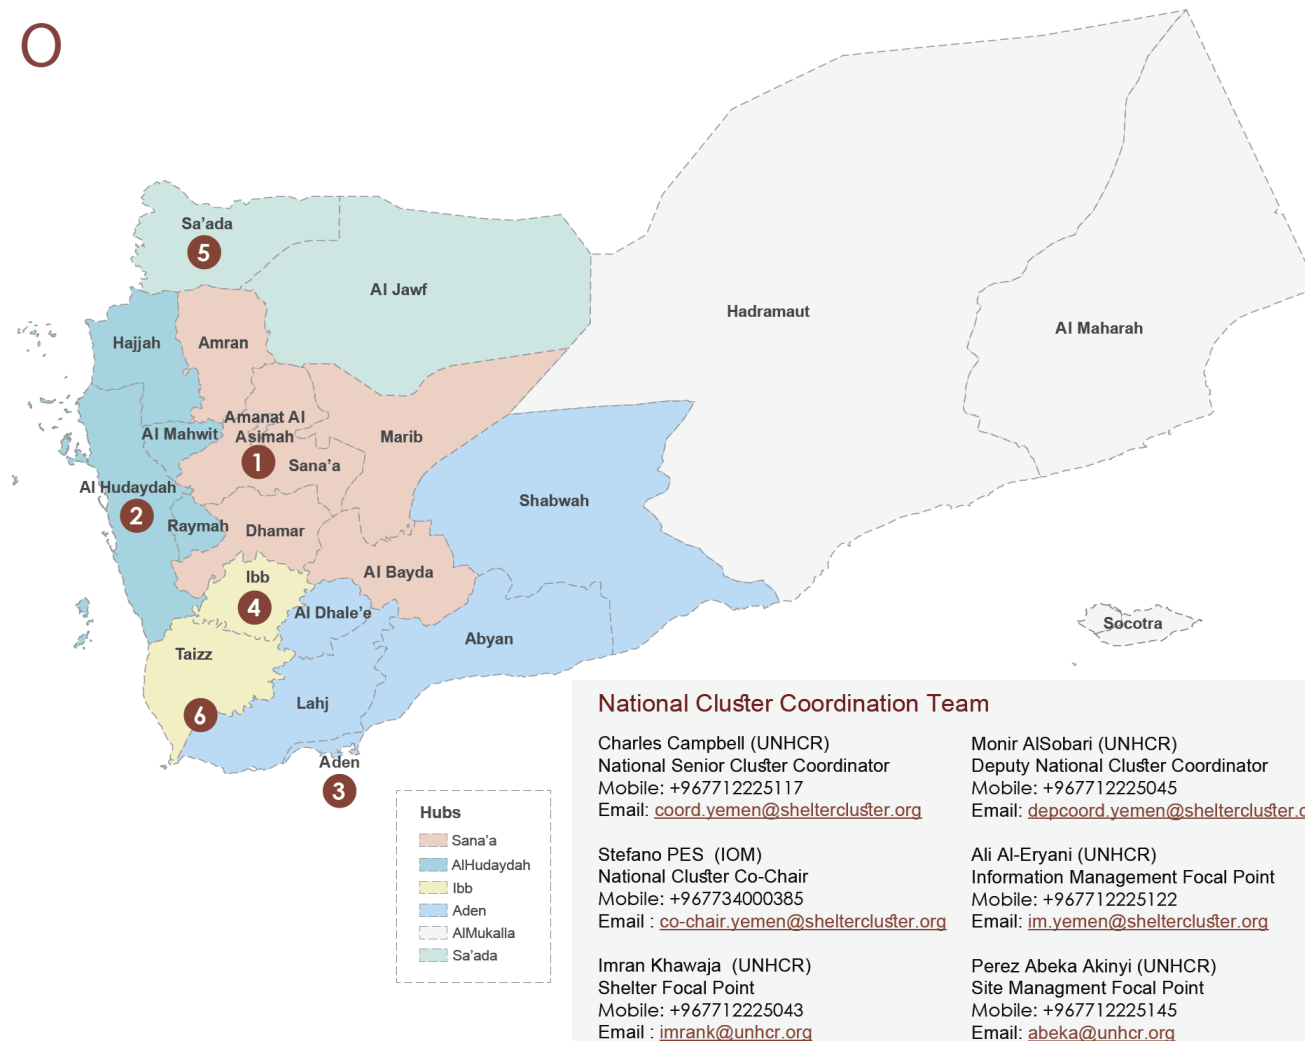 O
Sa'ada
5
Al Jawf
Hadramaut
Al Maharah
Hajjah
Amran
Amanat Al
Asimah
1
Al Mahwit
Marib
Sana'a
Al Hudaydah
2
Shabwah
Raymah
Dhamar
Al Bayda
Ibb
4
Al Dhale'e
Abyan
Socotra
Taizz
6
Lahj
Aden
3
Hubs
Sana'a
AlHudaydah
Ibb
Aden
AlMukalla
Sa'ada
National Cluster Coordination Team
Charles Campbell (UNHCR)
National Senior Cluster Coordinator
Mobile: +967712225117
Email: coord.yemen@sheltercluster.org
Monir AlSobari (UNHCR)
Deputy National Cluster Coordinator
Mobile: +967712225045
Email: depcoord.yemen@sheltercluster.o
Stefano PES (IOM)
National Cluster Co-Chair
Mobile: +967734000385
Email : co-chair.yemen@sheltercluster.org
Ali Al-Eryani (UNHCR)
Information Management Focal Point
Mobile: +967712225122
Email: im.yemen@sheltercluster.org
Imran Khawaja (UNHCR)
Shelter Focal Point
Mobile: +967712225043
Email : imrank@unhcr.org
Perez Abeka Akinyi (UNHCR)
Site Managment Focal Point
Mobile: +967712225145
Email: abeka@unhcr.org